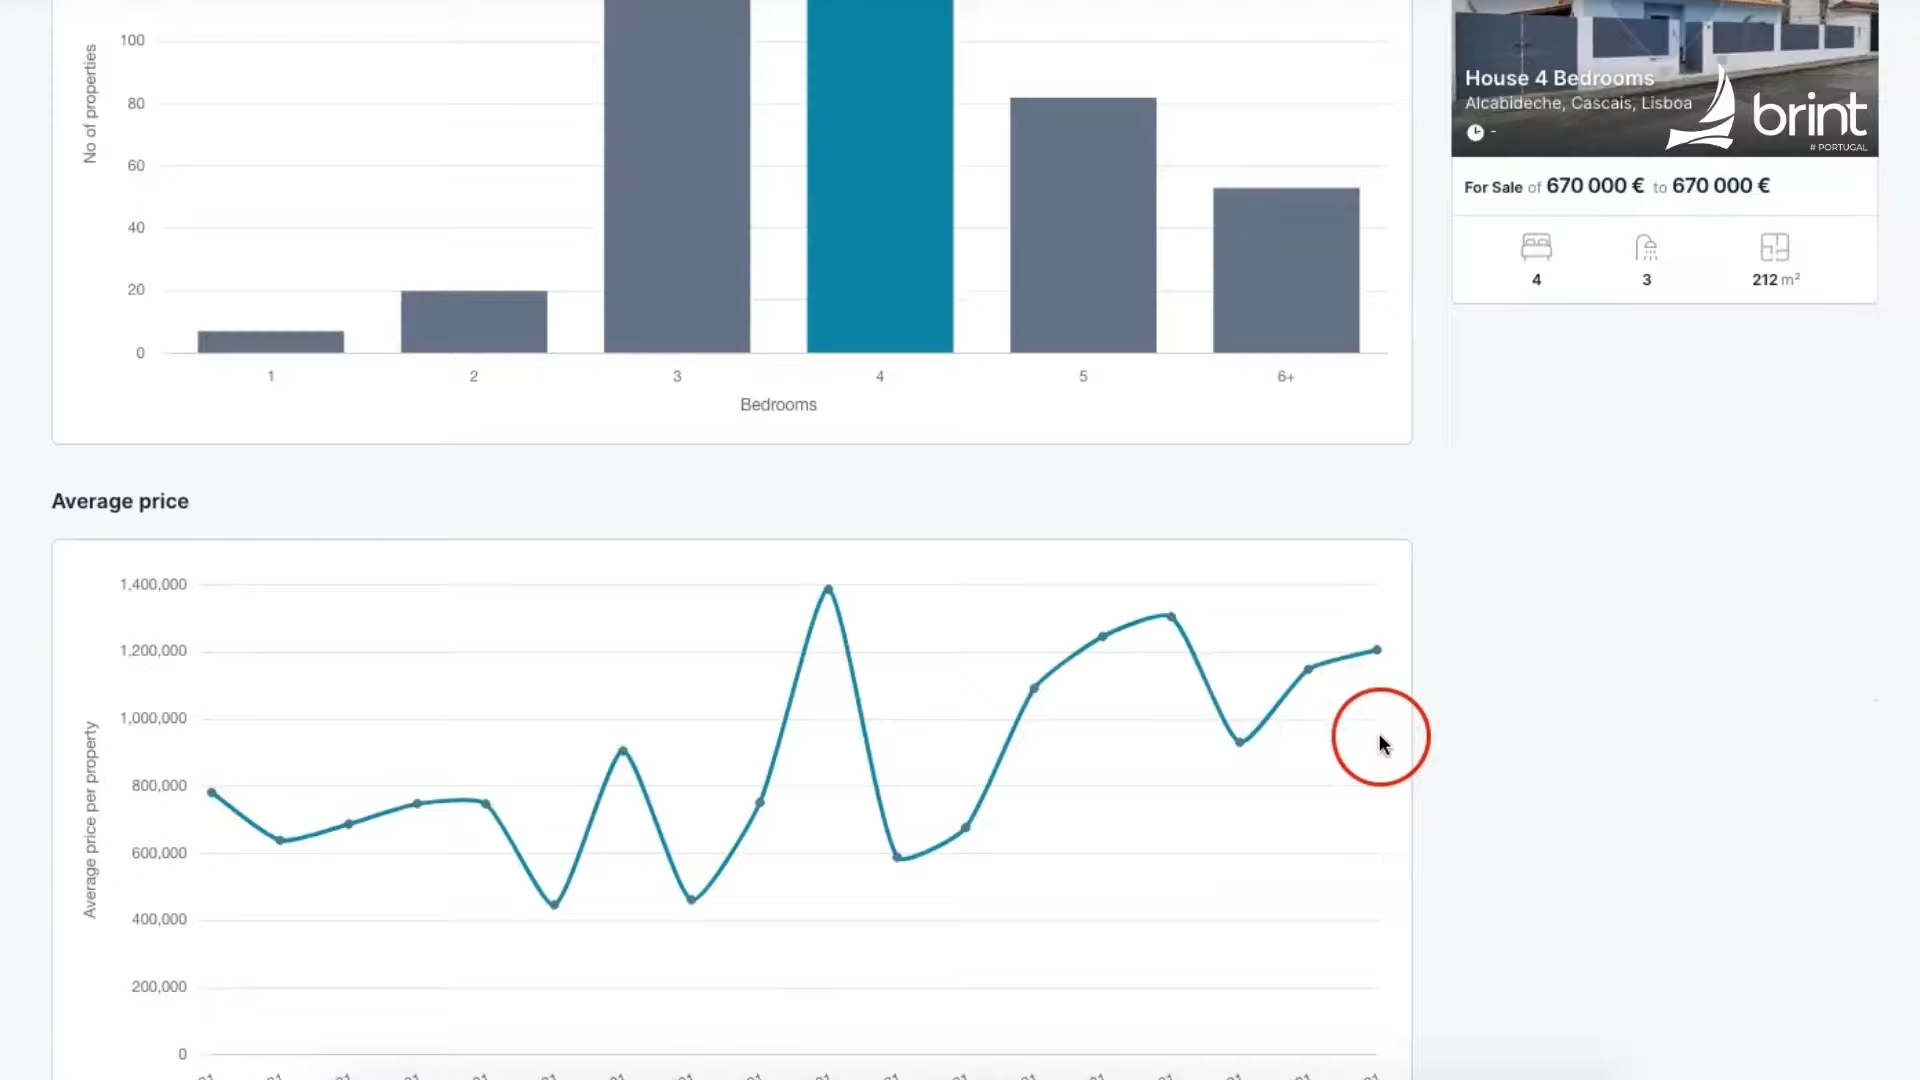 100
80
60
40
20
0
No of properties
1 2 3 4 5 6+
Bedrooms
House 4 Bedrooms
Alcabideche, Cascais, Lisboa
-
brint
# PORTUGAL
For Sale of 670 000 € to 670 000 €
4 3 212 m²
Average price
1,400,000
1,200,000
1,000,000
800,000
600,000
400,000
200,000
0
Average price per property